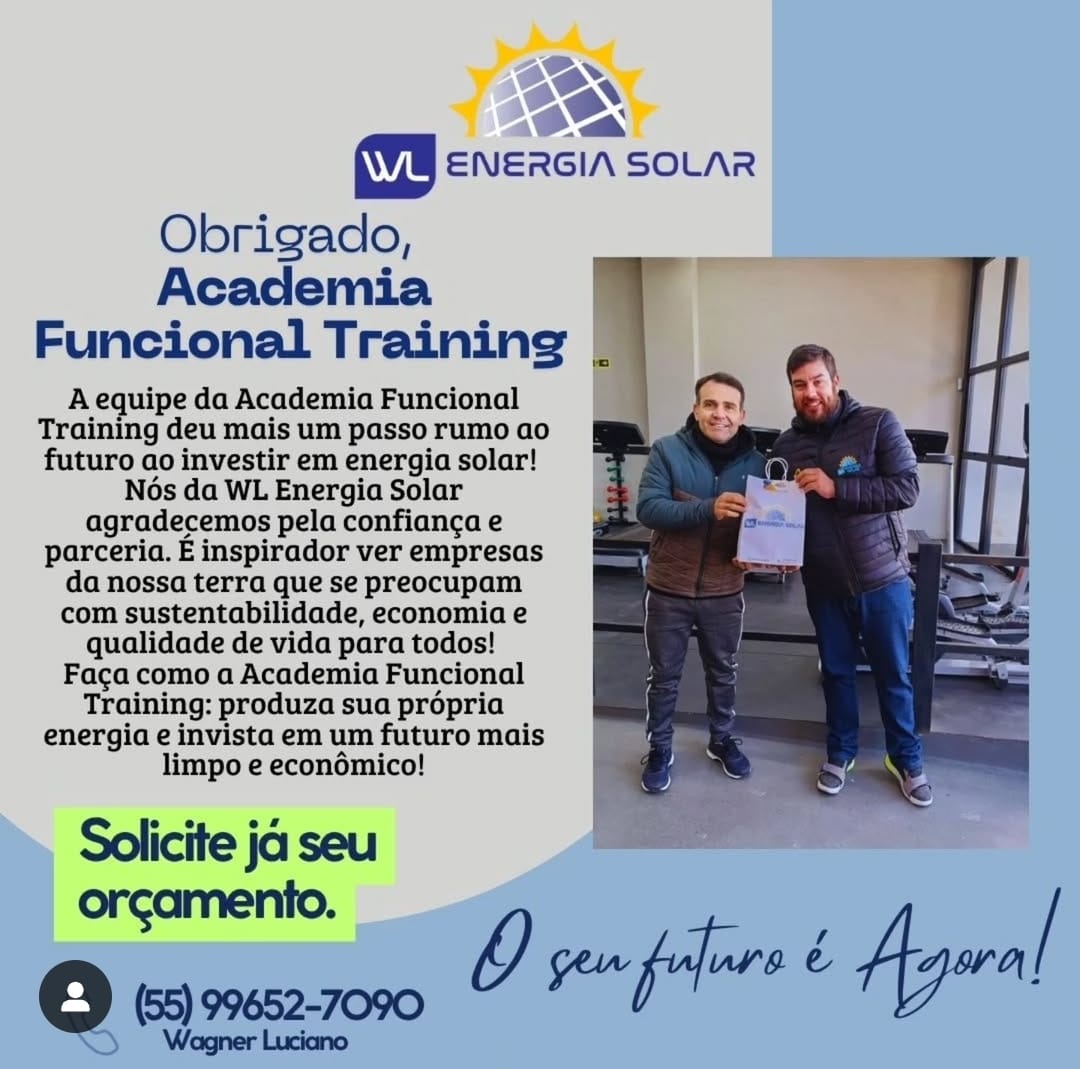 WL ENERGIA SOLAR
Obrigado,
Academia
Funcional Training
A equipe da Academia Funcional
Training deu mais um passo rumo ao
futuro ao investir em energia solar!
Nós da WL Energia Solar
agradecemos pela confiança e
parceria. É inspirador ver empresas
da nossa terra que se preocupam
com sustentabilidade, economia e
qualidade de vida para todos!
Faça como a Academia Funcional
Training: produza sua própria
energia e invista em um futuro mais
limpo e econômico!
WL ENERGIA SOLAR
Solicite já seu
orçamento.
O seu futuro é Agora!
(55) 99652-7090
Wagner Luciano